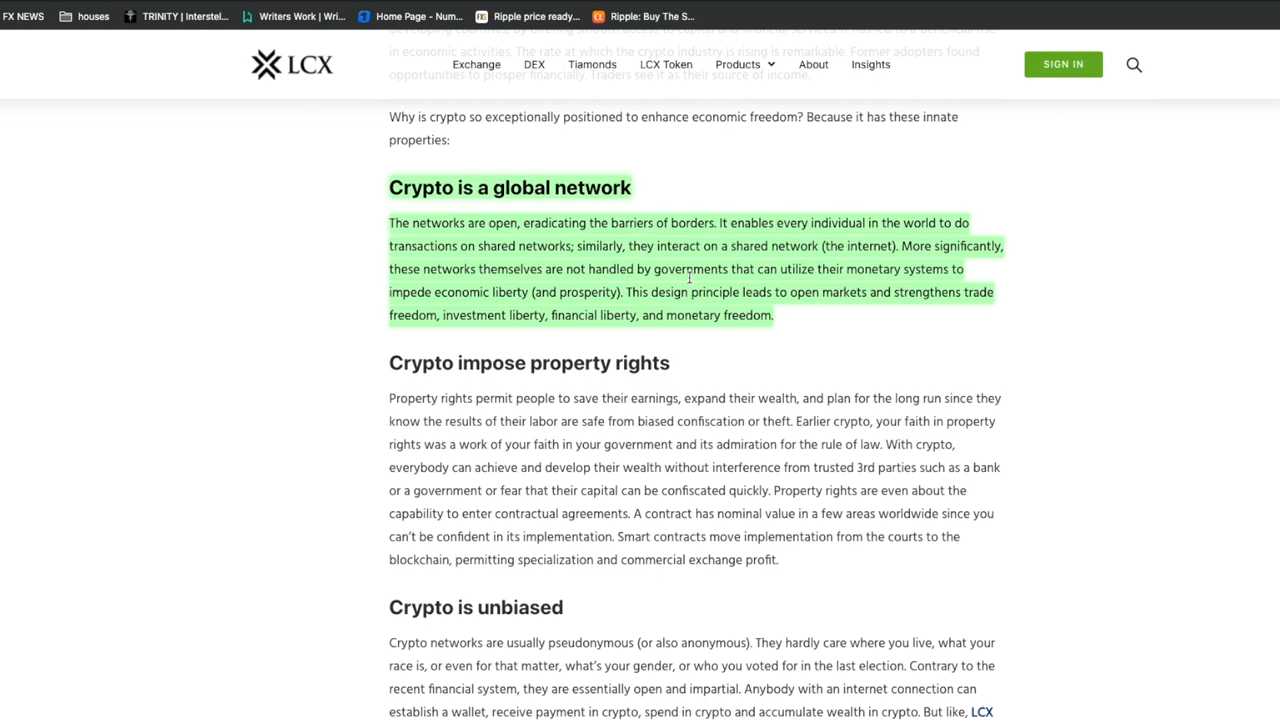 FX NEWS houses TRINITY | Interstel... Writers Work | Wri... Home Page - Num... Ripple price ready... Ripple: Buy The S...
developing countries, by offering smooth access to capital and financial services. It has led to a beneficial rise
in economic activities. The rate at which the crypto industry is rising is remarkable. Former adopters found
LCX Exchange DEX Tiamonds LCX Token Products About Insights SIGN IN
opportunities to prosper financially. Traders see it as their source of income.
Why is crypto so exceptionally positioned to enhance economic freedom? Because it has these innate
properties:
Crypto is a global network
The networks are open, eradicating the barriers of borders. It enables every individual in the world to do
transactions on shared networks; similarly, they interact on a shared network (the internet). More significantly,
these networks themselves are not handled by governments that can utilize their monetary systems to
impede economic liberty (and prosperity). This design principle leads to open markets and strengthens trade
freedom, investment liberty, financial liberty, and monetary freedom.
Crypto impose property rights
Property rights permit people to save their earnings, expand their wealth, and plan for the long run since they
know the results of their labor are safe from biased confiscation or theft. Earlier crypto, your faith in property
rights was a work of your faith in your government and its admiration for the rule of law. With crypto,
everybody can achieve and develop their wealth without interference from trusted 3rd parties such as a bank
or a government or fear that their capital can be confiscated quickly. Property rights are even about the
capability to enter contractual agreements. A contract has nominal value in a few areas worldwide since you
can't be confident in its implementation. Smart contracts move implementation from the courts to the
blockchain, permitting specialization and commercial exchange profit.
Crypto is unbiased
Crypto networks are usually pseudonymous (or also anonymous). They hardly care where you live, what your
race is, or even for that matter, what's your gender, or who you voted for in the last election. Contrary to the
recent financial system, they are essentially open and impartial. Anybody with an internet connection can
establish a wallet, receive payment in crypto, spend in crypto and accumulate wealth in crypto. But like, LCX